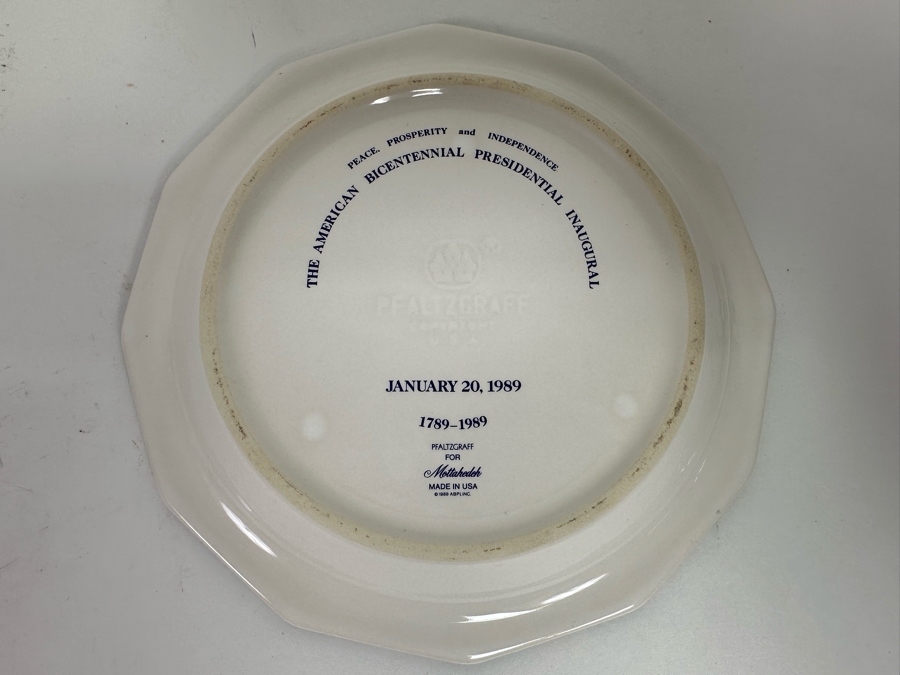 PEACE, PROSPERITY and INDEPENDENCE
THE AMERICAN BICENTENNIAL PRESIDENTIAL INAUGURAL
PFALTZGRAFF
JANUARY 20, 1989
1789–1989
PFALTZGRAFF
FOR
Mottahedeh
MADE IN USA